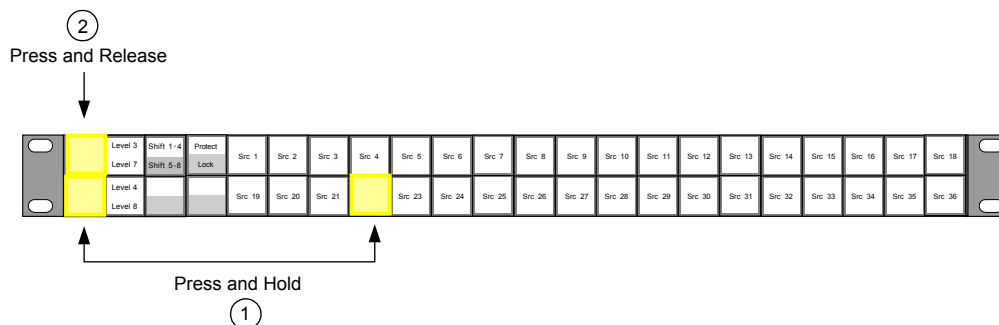 2
Press and Release
Level 3 Shift 1-4 Protect
Level 7 Shift 5-8 Lock
Src 1 Src 2 Src 3 Src 4 Src 5 Src 6 Src 7 Src 8 Src 9 Src 10 Src 11 Src 12 Src 13 Src 14 Src 15 Src 16 Src 17 Src 18
Level 4
Level 8
Src 19 Src 20 Src 21 Src 23 Src 24 Src 25 Src 26 Src 27 Src 28 Src 29 Src 30 Src 31 Src 32 Src 33 Src 34 Src 35 Src 36
Press and Hold
1